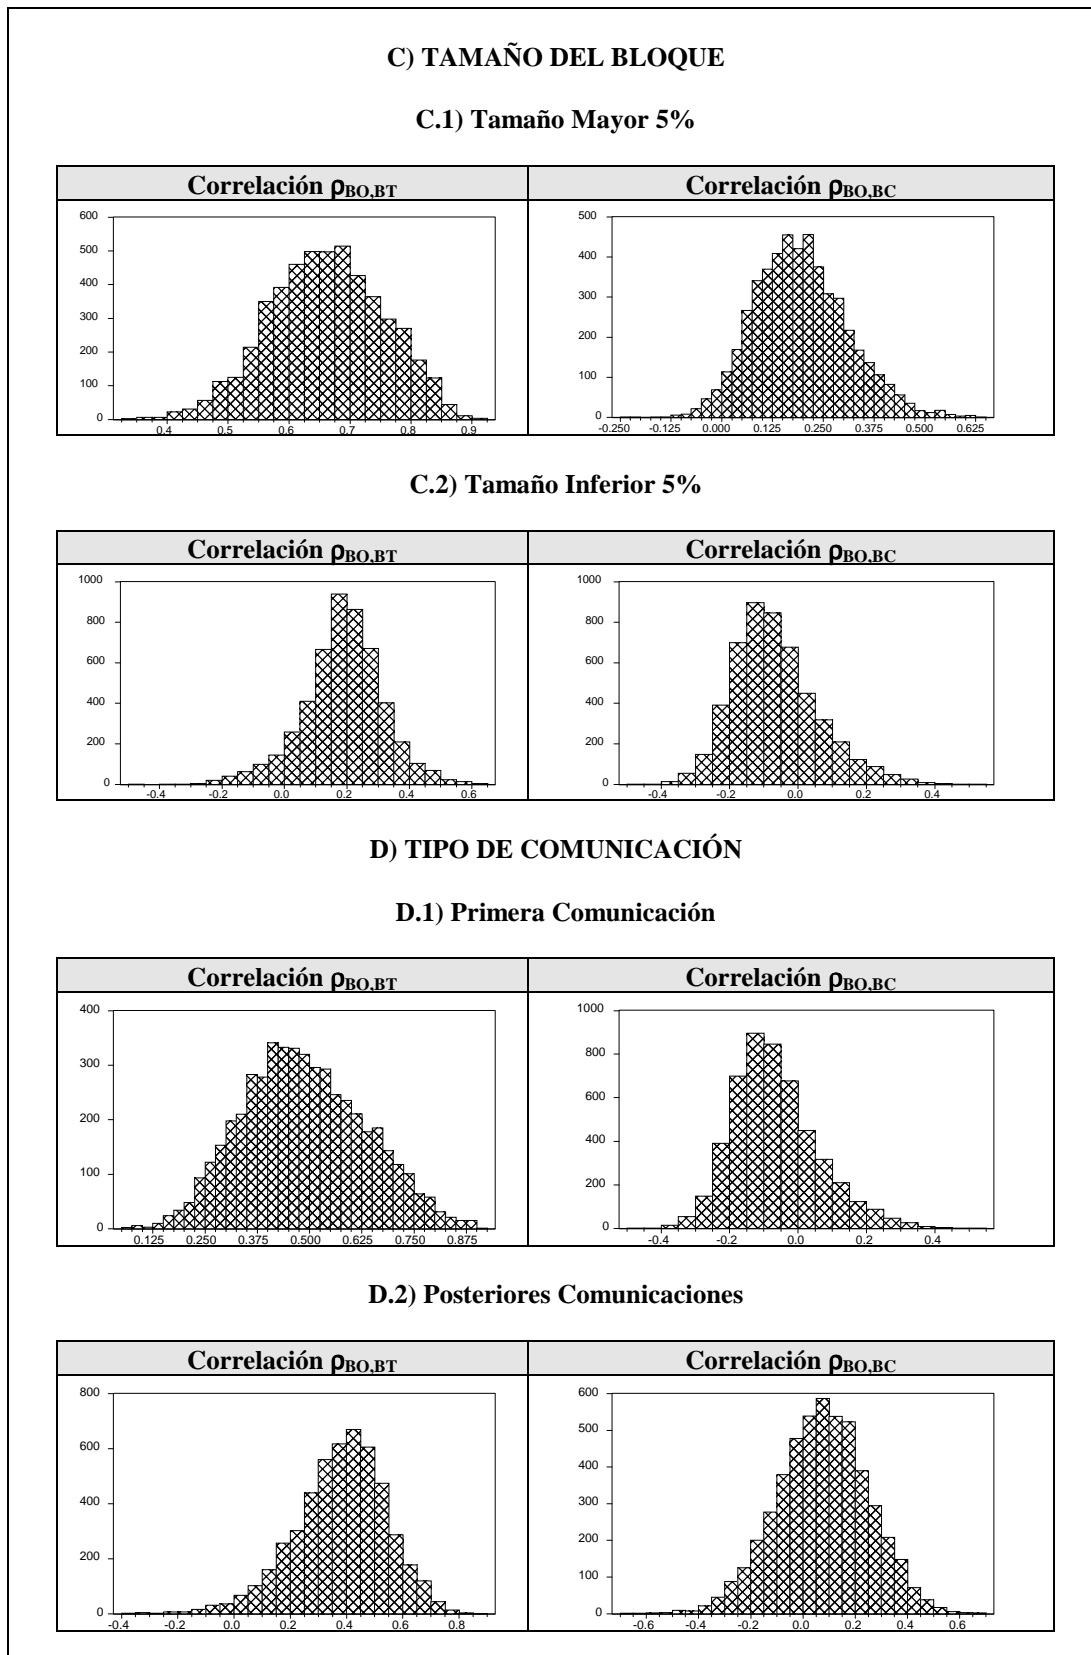 C) TAMAÑO DEL BLOQUE
C.1) Tamaño Mayor 5%
Correlación ρBO,BT
Correlación ρBO,BC
600
500
400
300
200
100
0
0.4 0.5 0.6 0.7 0.8 0.9
500
400
300
200
100
0
-0.250 -0.125 0.000 0.125 0.250 0.375 0.500 0.625
C.2) Tamaño Inferior 5%
Correlación ρBO,BT
Correlación ρBO,BC
1000
800
600
400
200
0
-0.4 -0.2 0.0 0.2 0.4 0.6
1000
800
600
400
200
0
-0.4 -0.2 0.0 0.2 0.4
D) TIPO DE COMUNICACIÓN
D.1) Primera Comunicación
Correlación ρBO,BT
Correlación ρBO,BC
400
300
200
100
0
0.125 0.250 0.375 0.500 0.625 0.750 0.875
1000
800
600
400
200
0
-0.4 -0.2 0.0 0.2 0.4
D.2) Posteriores Comunicaciones
Correlación ρBO,BT
Correlación ρBO,BC
800
600
400
200
0
-0.4 -0.2 0.0 0.2 0.4 0.6 0.8
600
500
400
300
200
100
0
-0.6 -0.4 -0.2 0.0 0.2 0.4 0.6